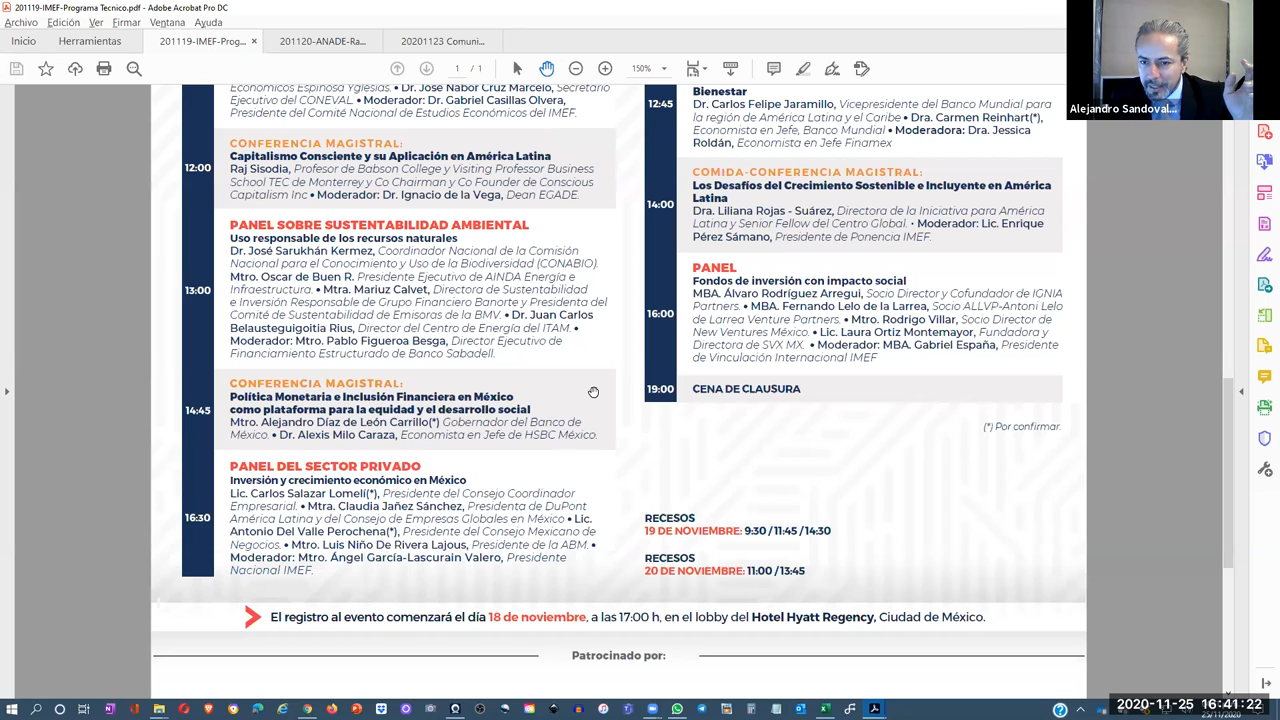 201119-IMEF-Programa Tecnico.pdf - Adobe Acrobat Pro DC
Archivo Edición Ver Firmar Ventana Ayuda
Inicio Herramientas 201119-IMEF-Prog... × 201120-ANADE-Ra... 20201123 Comuni...
1 / 1 150%
Alejandro Sandoval...
Económicos Espinosa Yglesias. • Dr. José Nabor Cruz Marcelo, Secretario
Ejecutivo del CONEVAL. • Moderador: Dr. Gabriel Casillas Olvera,
Presidente del Comité Nacional de Estudios Económicos del IMEF.
12:00
CONFERENCIA MAGISTRAL:
Capitalismo Consciente y su Aplicación en América Latina
Raj Sisodia, Profesor de Babson College y Visiting Professor Business
School TEC de Monterrey y Co Chairman y Co Founder de Conscious
Capitalism Inc • Moderador: Dr. Ignacio de la Vega, Dean EGADE.
13:00
PANEL SOBRE SUSTENTABILIDAD AMBIENTAL
Uso responsable de los recursos naturales
Dr. José Sarukhán Kermez, Coordinador Nacional de la Comisión
Nacional para el Conocimiento y Uso de la Biodiversidad (CONABIO).
Mtro. Oscar de Buen R. Presidente Ejecutivo de AINDA Energía e
Infraestructura. • Mtra. Mariuz Calvet, Directora de Sustentabilidad
e Inversión Responsable de Grupo Financiero Banorte y Presidenta del
Comité de Sustentabilidad de Emisoras de la BMV. • Dr. Juan Carlos
Belausteguigoitia Rius, Director del Centro de Energía del ITAM. •
Moderador: Mtro. Pablo Figueroa Besga, Director Ejecutivo de
Financiamiento Estructurado de Banco Sabadell.
14:45
CONFERENCIA MAGISTRAL:
Política Monetaria e Inclusión Financiera en México
como plataforma para la equidad y el desarrollo social
Mtro. Alejandro Díaz de León Carrillo(*) Gobernador del Banco de
México. • Dr. Alexis Milo Caraza, Economista en Jefe de HSBC México.
16:30
PANEL DEL SECTOR PRIVADO
Inversión y crecimiento económico en México
Lic. Carlos Salazar Lomelí(*), Presidente del Consejo Coordinador
Empresarial. • Mtra. Claudia Jañez Sánchez, Presidenta de DuPont
América Latina y del Consejo de Empresas Globales en México • Lic.
Antonio Del Valle Perochena(*), Presidente del Consejo Mexicano de
Negocios. • Mtro. Luis Niño De Rivera Lajous, Presidente de la ABM. •
Moderador: Mtro. Ángel García-Lascurain Valero, Presidente
Nacional IMEF.
12:45
Bienestar
Dr. Carlos Felipe Jaramillo, Vicepresidente del Banco Mundial para
la región de América Latina y el Caribe • Dra. Carmen Reinhart(*),
Economista en Jefe, Banco Mundial • Moderadora: Dra. Jessica
Roldán, Economista en Jefe Finamex
14:00
COMIDA-CONFERENCIA MAGISTRAL:
Los Desafíos del Crecimiento Sostenible e Incluyente en América
Latina
Dra. Liliana Rojas - Suárez, Directora de la Iniciativa para América
Latina y Senior Fellow del Centro Global. • Moderador: Lic. Enrique
Pérez Sámano, Presidente de Ponencia IMEF.
16:00
PANEL
Fondos de inversión con impacto social
MBA. Álvaro Rodríguez Arregui, Socio Director y Cofundador de IGNIA
Partners. • MBA. Fernando Lelo de la Larrea, Socio ALLVP-Antoni Lelo
de Larrea Venture Partners. • Mtro. Rodrigo Villar, Socio Director de
New Ventures México. • Lic. Laura Ortiz Montemayor, Fundadora y
Directora de SVX MX. • Moderador: MBA. Gabriel España, Presidente
de Vinculación Internacional IMEF
19:00 CENA DE CLAUSURA
(*) Por confirmar.
RECESOS
19 DE NOVIEMBRE: 9:30 / 11:45 / 14:30
RECESOS
20 DE NOVIEMBRE: 11:00 / 13:45
El registro al evento comenzará el día 18 de noviembre, a las 17:00 h, en el lobby del Hotel Hyatt Regency, Ciudad de México.
Patrocinado por:
2020-11-25 16:41:22
25/11/2020